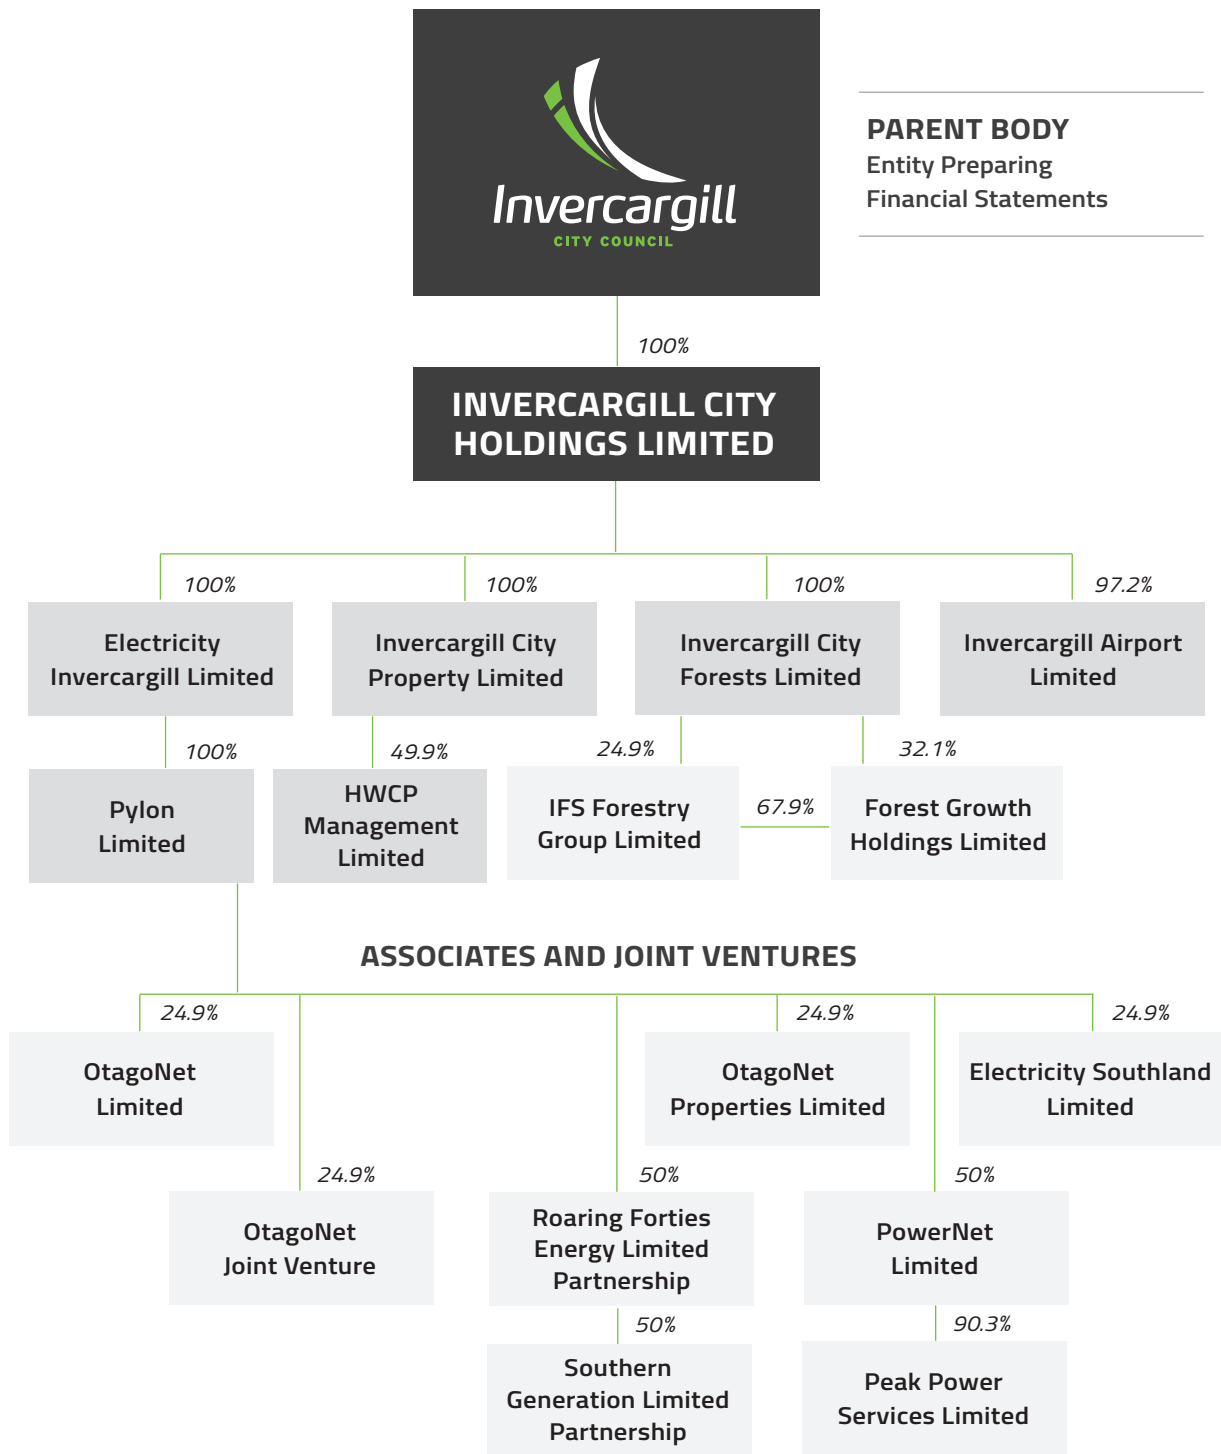 Invercargill
CITY COUNCIL
PARENT BODY
Entity Preparing
Financial Statements
100%
INVERCARGILL CITY
HOLDINGS LIMITED
100%
100%
100%
97.2%
Electricity
Invercargill Limited
Invercargill City
Property Limited
Invercargill City
Forests Limited
Invercargill Airport
Limited
100%
49.9%
24.9%
32.1%
Pylon
Limited
HWCP
Management
Limited
IFS Forestry
Group Limited
67.9%
Forest Growth
Holdings Limited
ASSOCIATES AND JOINT VENTURES
24.9%
24.9%
24.9%
OtagoNet
Limited
OtagoNet
Properties Limited
Electricity Southland
Limited
24.9%
50%
50%
OtagoNet
Joint Venture
Roaring Forties
Energy Limited
Partnership
PowerNet
Limited
50%
90.3%
Southern
Generation Limited
Partnership
Peak Power
Services Limited